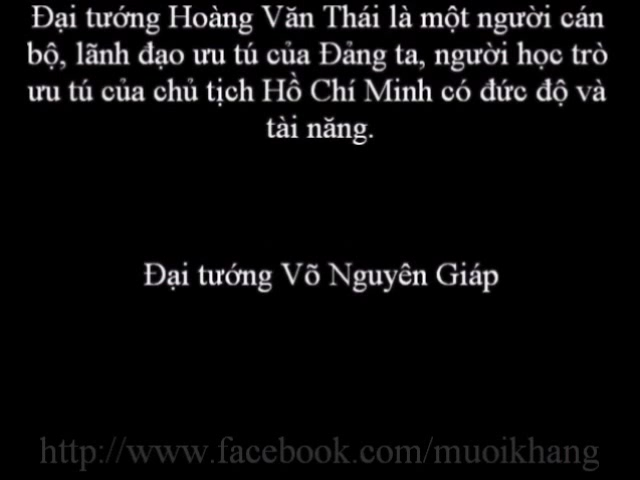 Đại tướng Hoàng Văn Thái là một người cán
bộ, lãnh đạo ưu tú của Đảng ta, người học trò
ưu tú của chủ tịch Hồ Chí Minh có đức độ và
tài năng.
Đại tướng Võ Nguyên Giáp
http://www.facebook.com/muoikhang